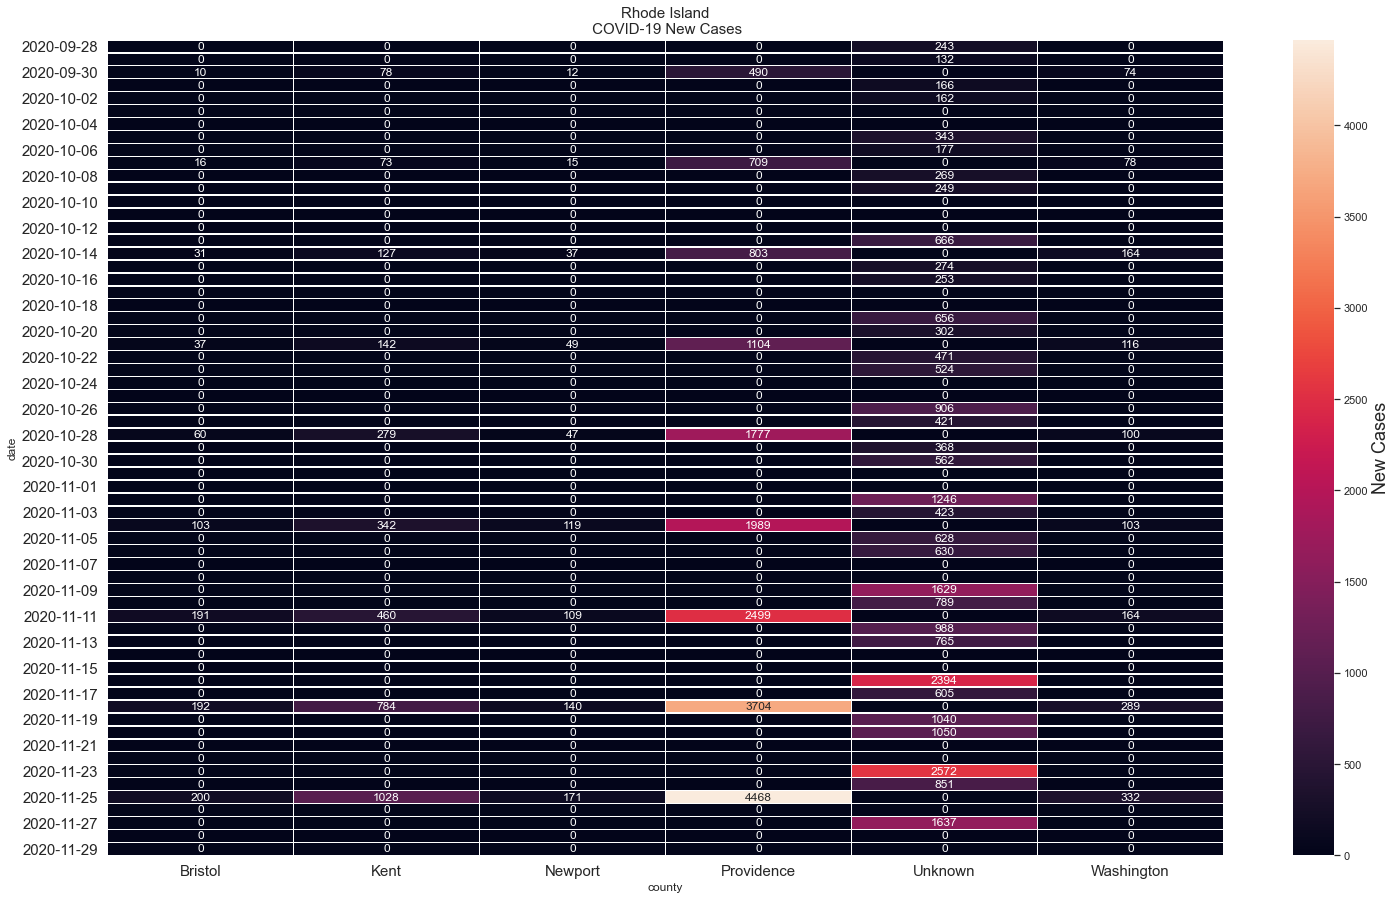 Rhode Island
COVID-19 New Cases
2020-09-28 0 0 0 0 243 0
0 0 0 0 132 0
2020-09-30 10 78 12 490 0 74
0 0 0 0 166 0
2020-10-02 0 0 0 0 162 0
0 0 0 0 0 0
2020-10-04 0 0 0 0 0 0
0 0 0 0 343 0
2020-10-06 0 0 0 0 177 0
16 73 15 709 0 78
2020-10-08 0 0 0 0 269 0
0 0 0 0 249 0
2020-10-10 0 0 0 0 0 0
0 0 0 0 0 0
2020-10-12 0 0 0 0 0 0
0 0 0 0 666 0
2020-10-14 31 127 37 803 0 164
0 0 0 0 274 0
2020-10-16 0 0 0 0 253 0
0 0 0 0 0 0
2020-10-18 0 0 0 0 0 0
0 0 0 0 656 0
2020-10-20 0 0 0 0 302 0
37 142 49 1104 0 116
2020-10-22 0 0 0 0 471 0
0 0 0 0 524 0
2020-10-24 0 0 0 0 0 0
0 0 0 0 0 0
2020-10-26 0 0 0 0 906 0
0 0 0 0 421 0
2020-10-28 60 279 47 1777 0 100
0 0 0 0 368 0
2020-10-30 0 0 0 0 562 0
0 0 0 0 0 0
2020-11-01 0 0 0 0 0 0
0 0 0 0 1246 0
2020-11-03 0 0 0 0 423 0
103 342 119 1989 0 103
2020-11-05 0 0 0 0 628 0
0 0 0 0 630 0
2020-11-07 0 0 0 0 0 0
0 0 0 0 0 0
2020-11-09 0 0 0 0 1629 0
0 0 0 0 789 0
2020-11-11 191 460 109 2499 0 164
0 0 0 0 988 0
2020-11-13 0 0 0 0 765 0
0 0 0 0 0 0
2020-11-15 0 0 0 0 0 0
0 0 0 0 2394 0
2020-11-17 0 0 0 0 605 0
192 784 140 3704 0 289
2020-11-19 0 0 0 0 1040 0
0 0 0 0 1050 0
2020-11-21 0 0 0 0 0 0
0 0 0 0 0 0
2020-11-23 0 0 0 0 2572 0
0 0 0 0 851 0
2020-11-25 200 1028 171 4468 0 332
0 0 0 0 0 0
2020-11-27 0 0 0 0 1637 0
0 0 0 0 0 0
2020-11-29 0 0 0 0 0 0
Bristol Kent Newport Providence Unknown Washington
county
date
4000
3500
3000
2500
2000
1500
1000
500
0
New Cases